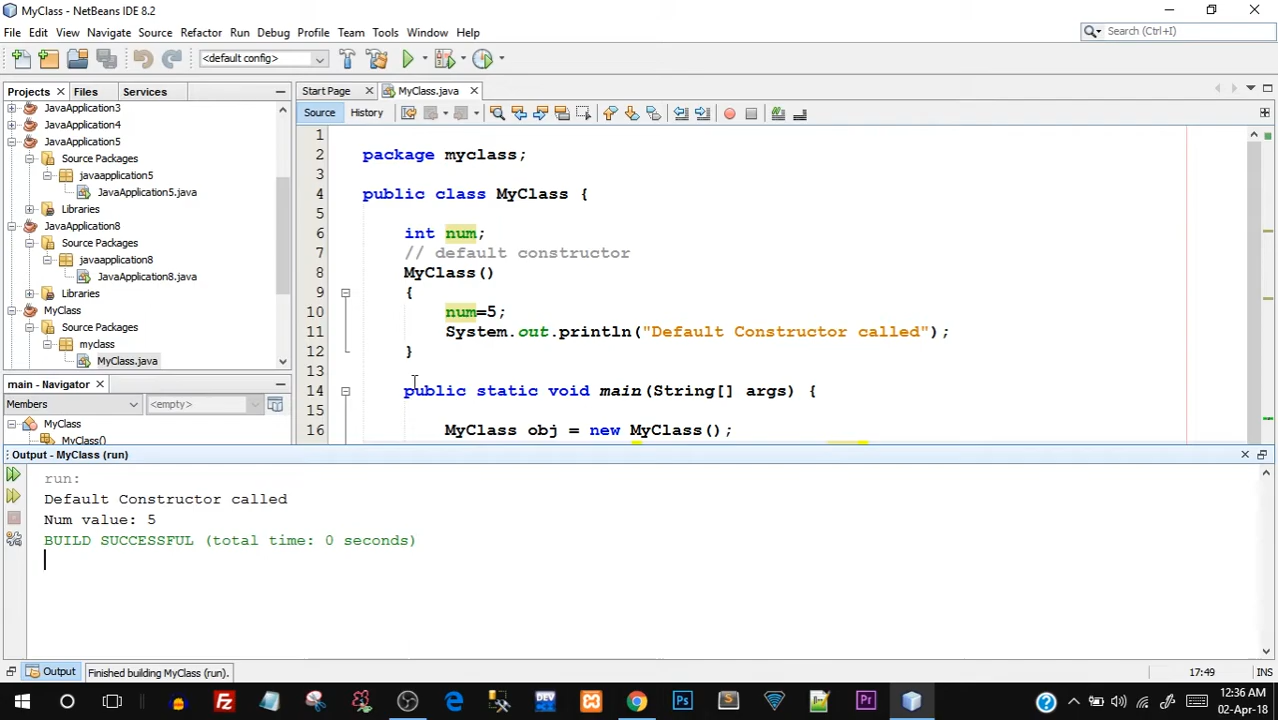 MyClass - NetBeans IDE 8.2
File Edit View Navigate Source Refactor Run Debug Profile Team Tools Window Help
Search (Ctrl+I)
<default config>
Projects Files Services
Start Page MyClass.java
Source History
JavaApplication3
JavaApplication4
JavaApplication5
Source Packages
javaapplication5
JavaApplication5.java
Libraries
JavaApplication8
Source Packages
javaapplication8
JavaApplication8.java
Libraries
MyClass
Source Packages
myclass
MyClass.java
main - Navigator
Members <empty>
MyClass
MyClass()
1
2 package myclass;
3
4 public class MyClass {
5
6 int num;
7 // default constructor
8 MyClass()
9 {
10 num=5;
11 System.out.println("Default Constructor called");
12 }
13
14 public static void main(String[] args) {
15
16 MyClass obj = new MyClass();
Output - MyClass (run)
run:
Default Constructor called
Num value: 5
BUILD SUCCESSFUL (total time: 0 seconds)
Output Finished building MyClass (run). 17:49 INS
12:36 AM
02-Apr-18